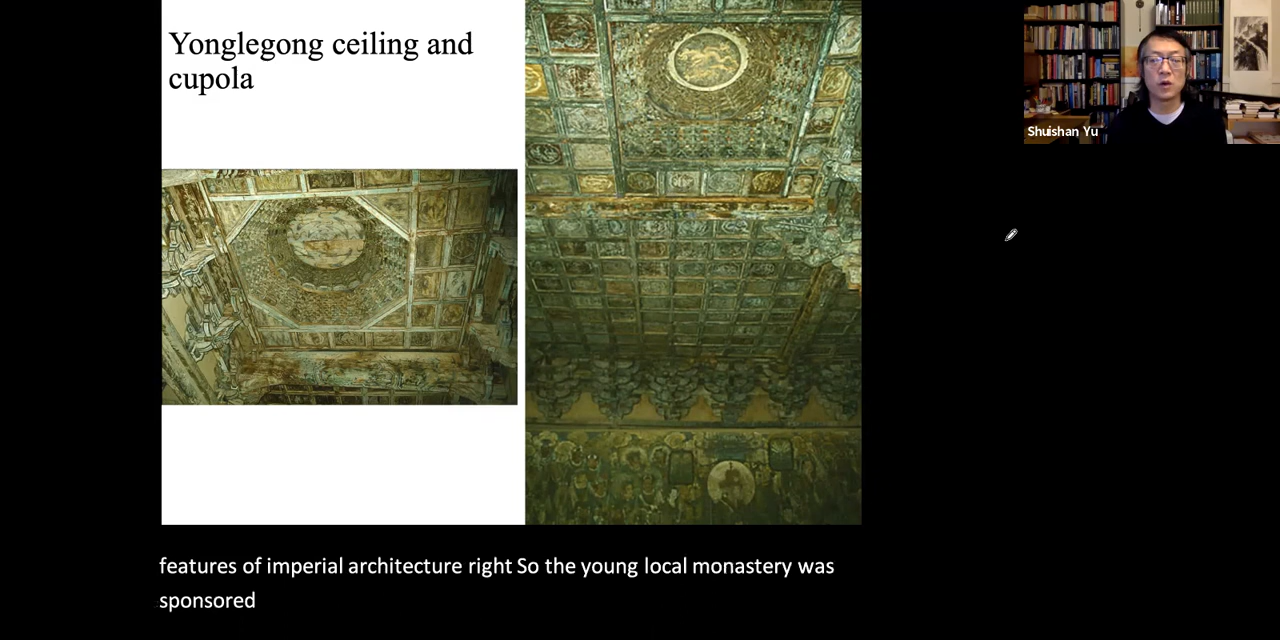 Yonglegong ceiling and
cupola
Shuishan Yu
features of imperial architecture right So the young local monastery was
sponsored